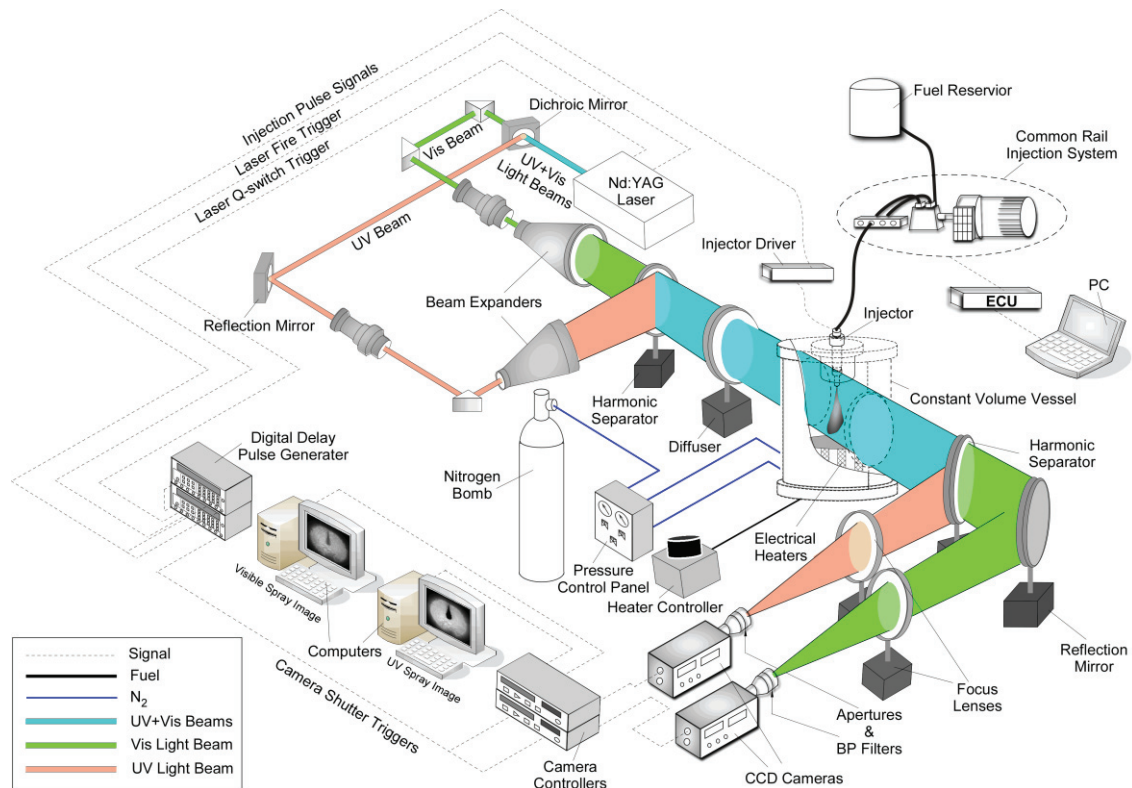 Injection Pulse Signals
Laser Fire Trigger
Laser Q-switch Trigger
Vis Beam
Dichroic Mirror
UV+Vis
Light Beams
Nd:YAG
Laser
UV Beam
Reflection Mirror
Beam Expanders
Fuel Reservior
Common Rail
Injection System
Injector Driver
ECU
PC
Injector
Constant Volume Vessel
Harmonic
Separator
Diffuser
Harmonic
Separator
Digital Delay
Pulse Generater
Nitrogen
Bomb
Pressure
Control Panel
Electrical
Heaters
Heater Controller
Visible Spray Image
Computers
UV Spray Image
Camera Shutter Triggers
Camera
Controllers
Reflection
Mirror
Focus
Lenses
Apertures
&
BP Filters
CCD Cameras
Signal
Fuel
N2
UV+Vis Beams
Vis Light Beam
UV Light Beam